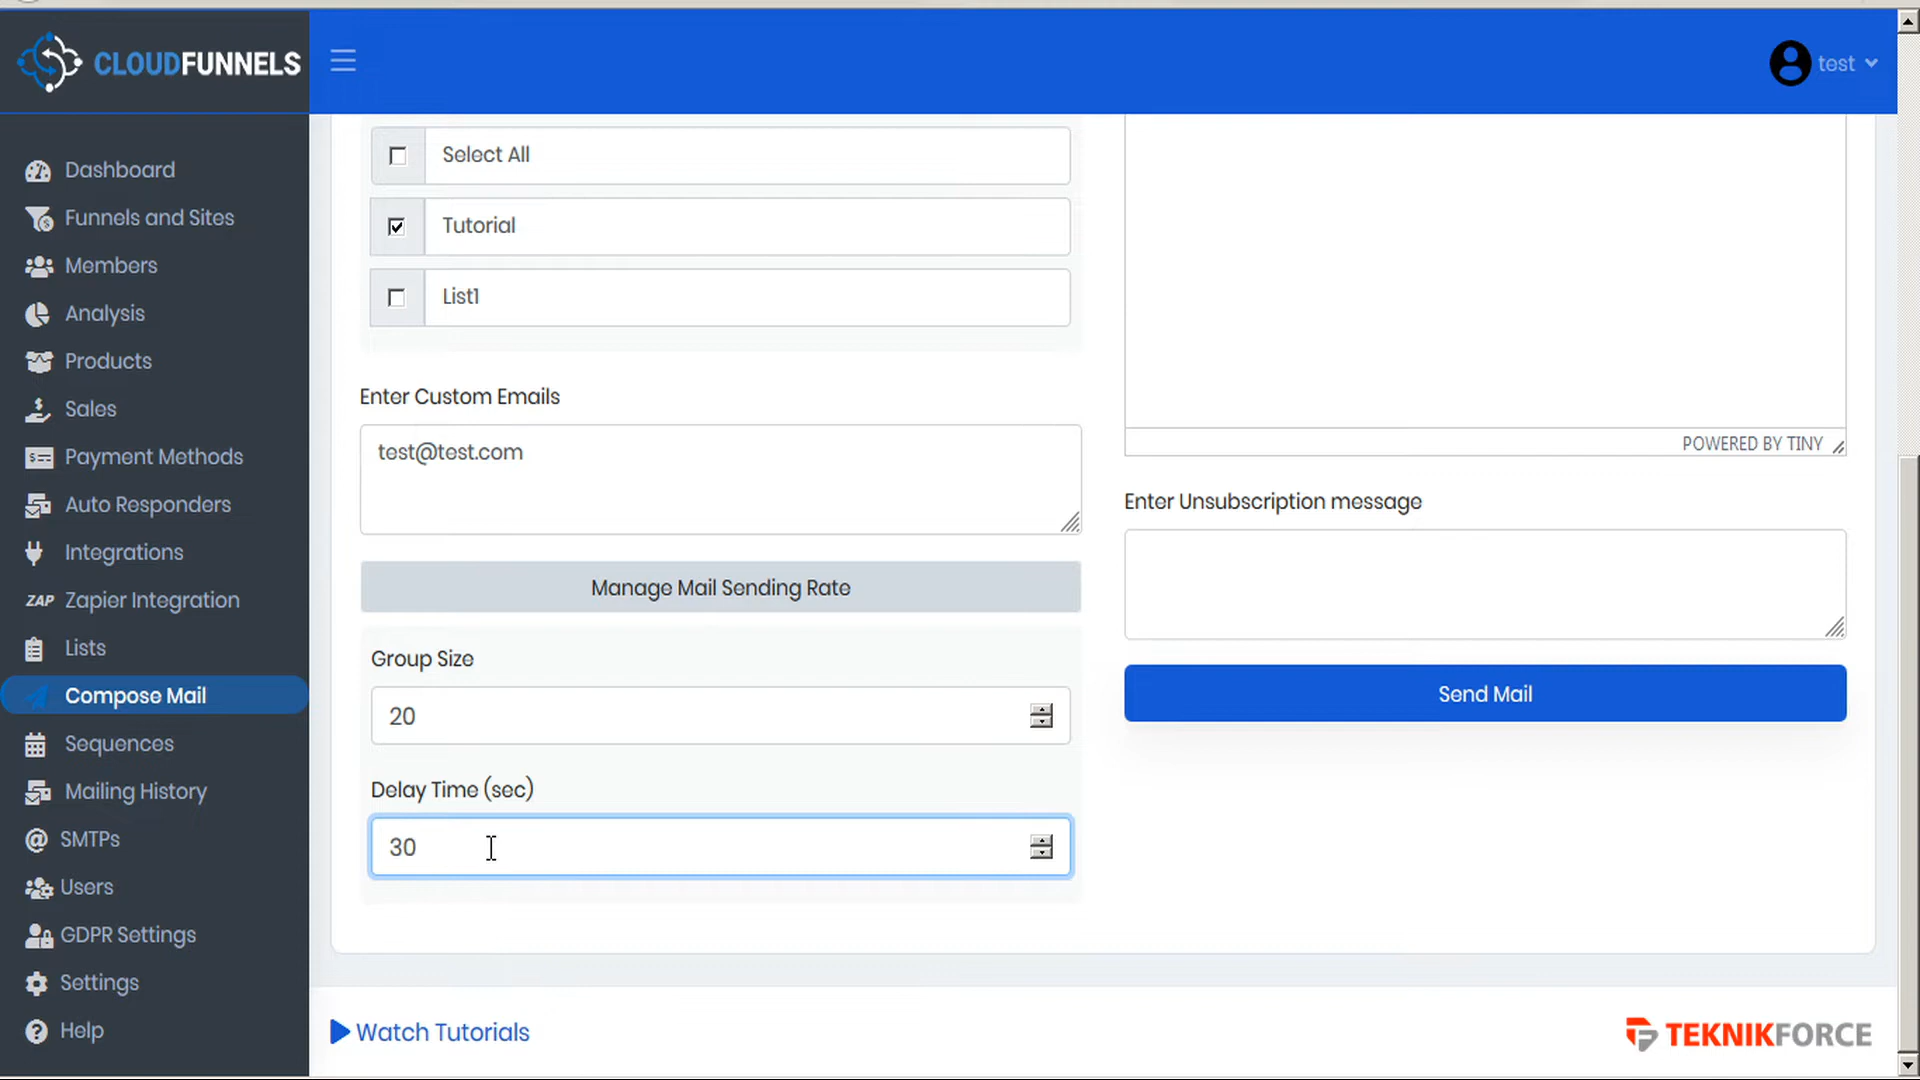 CLOUDFUNNELS
test
Dashboard
Funnels and Sites
Members
Analysis
Products
Sales
Payment Methods
Auto Responders
Integrations
ZAP Zapier Integration
Lists
Compose Mail
Sequences
Mailing History
SMTPs
Users
GDPR Settings
Settings
Help
Select All
Tutorial
List1
Enter Custom Emails
test@test.com
Manage Mail Sending Rate
Group Size
20
Delay Time (sec)
30
POWERED BY TINY
Enter Unsubscription message
Send Mail
Watch Tutorials
TEKNIKFORCE